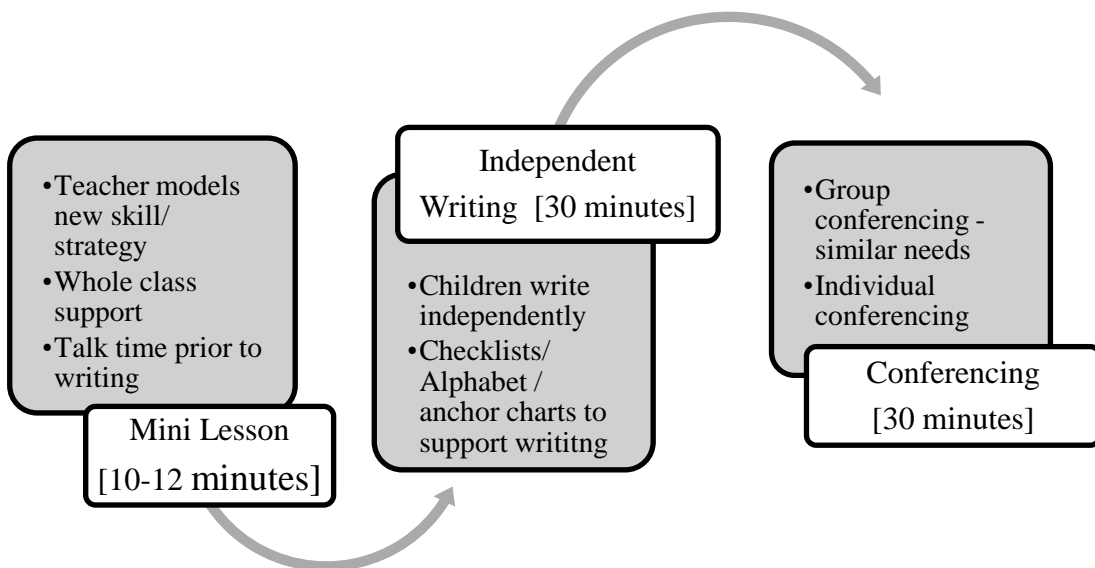 •Teacher models
new skill/
strategy
•Whole class
support
•Talk time prior to
writing
Mini Lesson
[10-12 minutes]
Independent
Writing [30 minutes]
•Children write
independently
•Checklists/
Alphabet /
anchor charts to
support writitng
•Group
conferencing -
similar needs
•Individual
conferencing
Conferencing
[30 minutes]